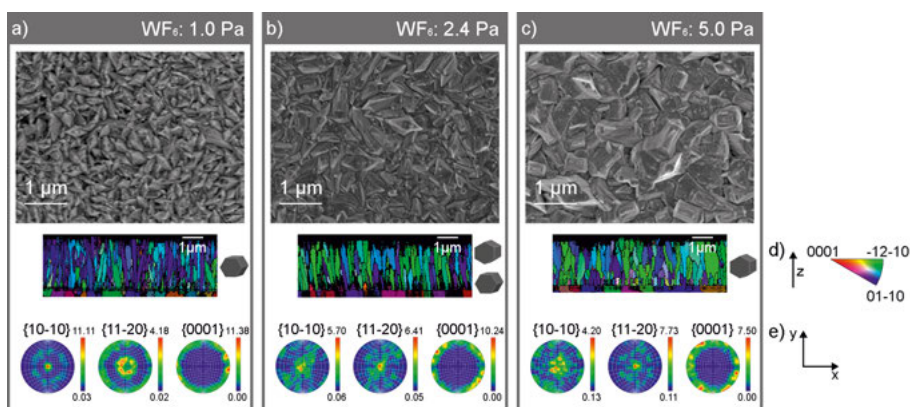 a) WF₆: 1.0 Pa
1 µm
1µm
{10-10} 11.11 {11-20} 4.18 {0001} 11.38
0.03 0.02 0.00
b) WF₆: 2.4 Pa
1 µm
1µm
{10-10} 5.70 {11-20} 6.41 {0001} 10.24
0.06 0.05 0.00
c) WF₆: 5.0 Pa
1 µm
1µm
{10-10} 4.20 {11-20} 7.73 {0001} 7.50
0.13 0.11 0.00
d) z 0001 -12-10
01-10
e) y
x